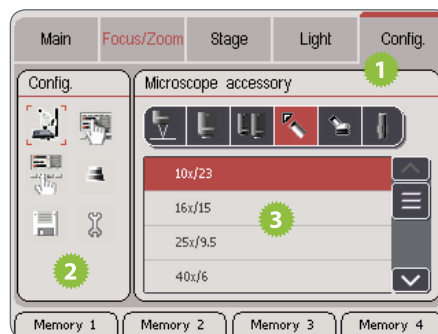 Main Focus/Zoom Stage Light Config.
1
Config. Microscope accessory
10x/23
16x/15
3
25x/9.5
2
40x/6
Memory 1 Memory 2 Memory 3 Memory 4